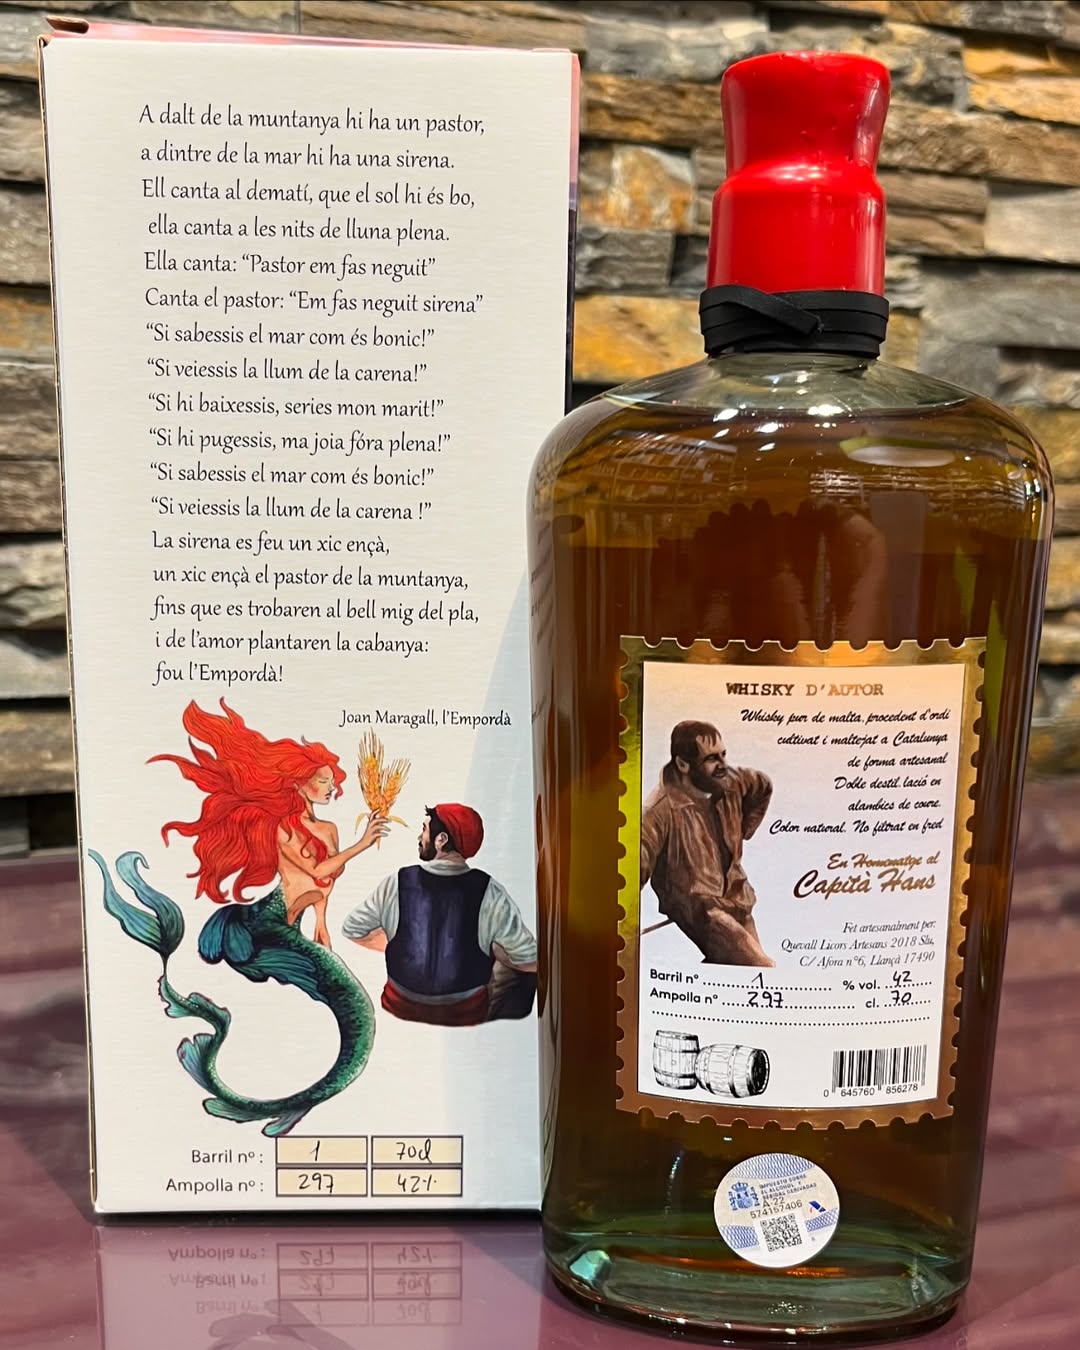 A dalt de la muntanya hi ha un pastor,
a dintre de la mar hi ha una sirena.
Ell canta al dematí, que el sol hi és bo,
ella canta a les nits de lluna plena.
Ella canta: “Pastor em fas neguit”
Canta el pastor: “Em fas neguit sirena”
“Si sabessis el mar com és bonic!”
“Si veiessis la llum de la carena!”
“Si hi baixessis, series mon marit!”
“Si hi pugessis, ma joia fóra plena!”
“Si sabessis el mar com és bonic!”
“Si veiessis la llum de la carena !”
La sirena es feu un xic ençà,
un xic ençà el pastor de la muntanya,
fins que es trobaren al bell mig del pla,
i de l’amor plantaren la cabanya:
fou l’Empordà!
Joan Maragall, l’Empordà
Barril nº : 1 70cl
Ampolla nº : 297 42%
WHISKY D’AUTOR
Whisky pur de malta, procedent d’ordi
cultivat i maltejat a Catalunya
de forma artesanal
Doble destil.lació en
alambics de coure.
Color natural. No filtrat en fred
En Homenatge al
Capità Hans
Fet artesanalment per:
Quevall Licors Artesans 2018 Slu,
C/ Afora nº6, Llançà 17490
Barril nº 1 % vol. 42
Ampolla nº 297 cl. 70
0 645760 856278
IMPUESTO SOBRE
EL ALCOHOL Y
BEBIDAS DERIVADAS
A-22
574157406